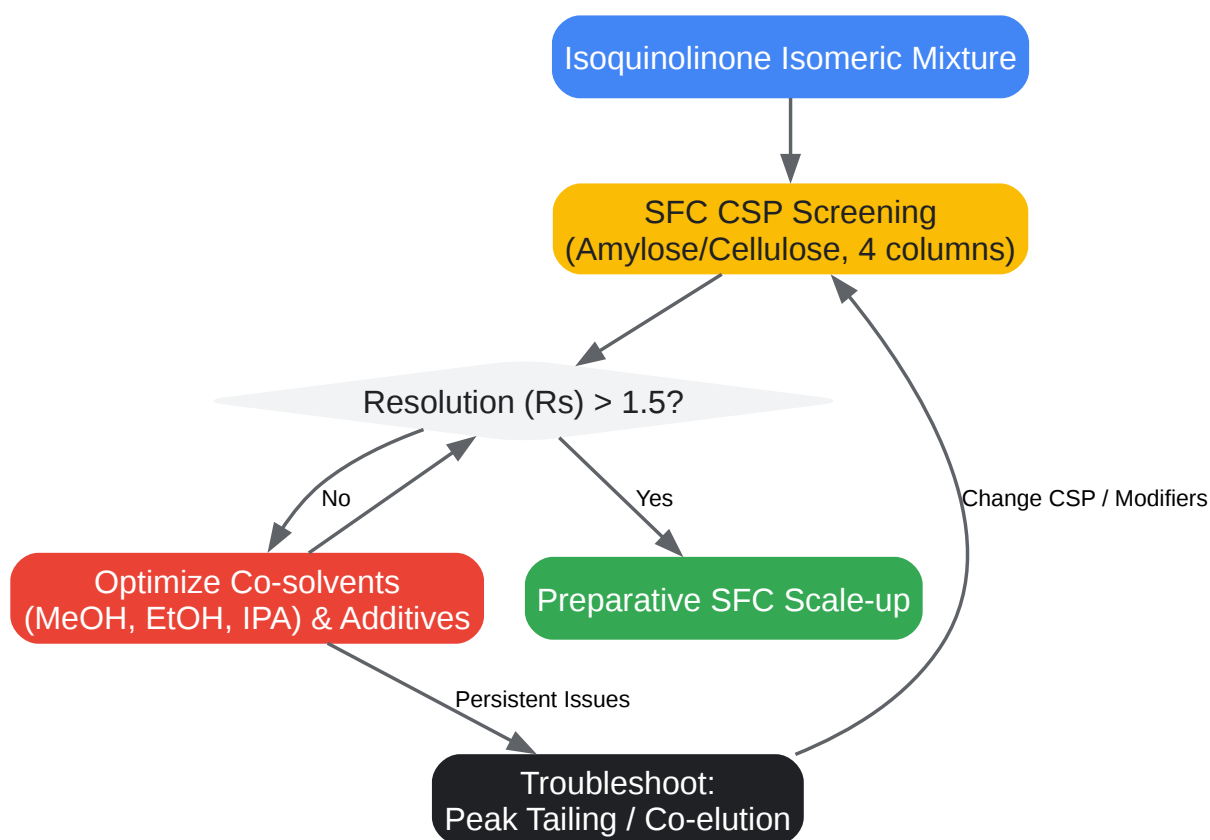 Isoquinolinone Isomeric Mixture
SFC CSP Screening
(Amylose/Cellulose, 4 columns)
Resolution (Rs) > 1.5?
No
Yes
Change CSP / Modifiers
Optimize Co-solvents
(MeOH, EtOH, IPA) & Additives
Preparative SFC Scale-up
Persistent Issues
Troubleshoot:
Peak Tailing / Co-elution